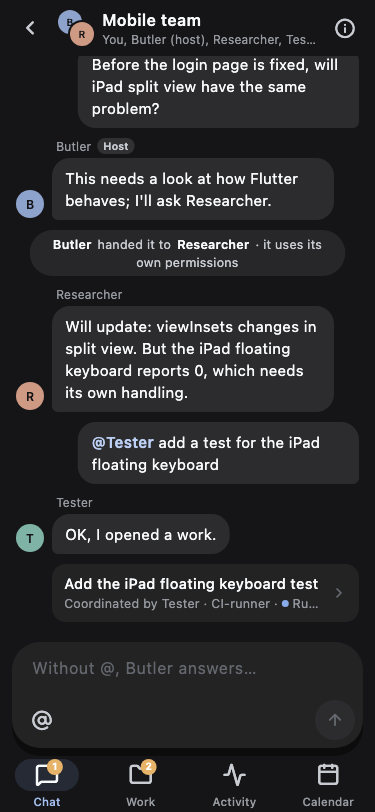 Mobile team
B
R
You, Butler (host), Researcher, Tes...
Before the login page is fixed, will
iPad split view have the same
problem?
Butler Host
This needs a look at how Flutter
behaves; I'll ask Researcher.
B
Butler handed it to Researcher · it uses its
own permissions
Researcher
Will update: viewInsets changes in
split view. But the iPad floating
keyboard reports 0, which needs
its own handling.
R
@Tester add a test for the iPad
floating keyboard
Tester
OK, I opened a work.
T
Add the iPad floating keyboard test
Coordinated by Tester · CI-runner · Ru...
Without @, Butler answers...
@
1
2
Chat Work Activity Calendar